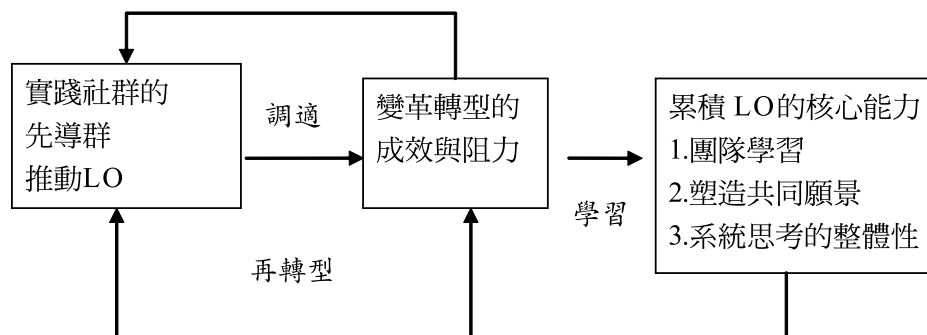 實踐社群的
先導群
推動LO
調適
變革轉型的
成效與阻力
學習
累積 LO的核心能力
1.團隊學習
2.塑造共同願景
3.系統思考的整體性
再轉型